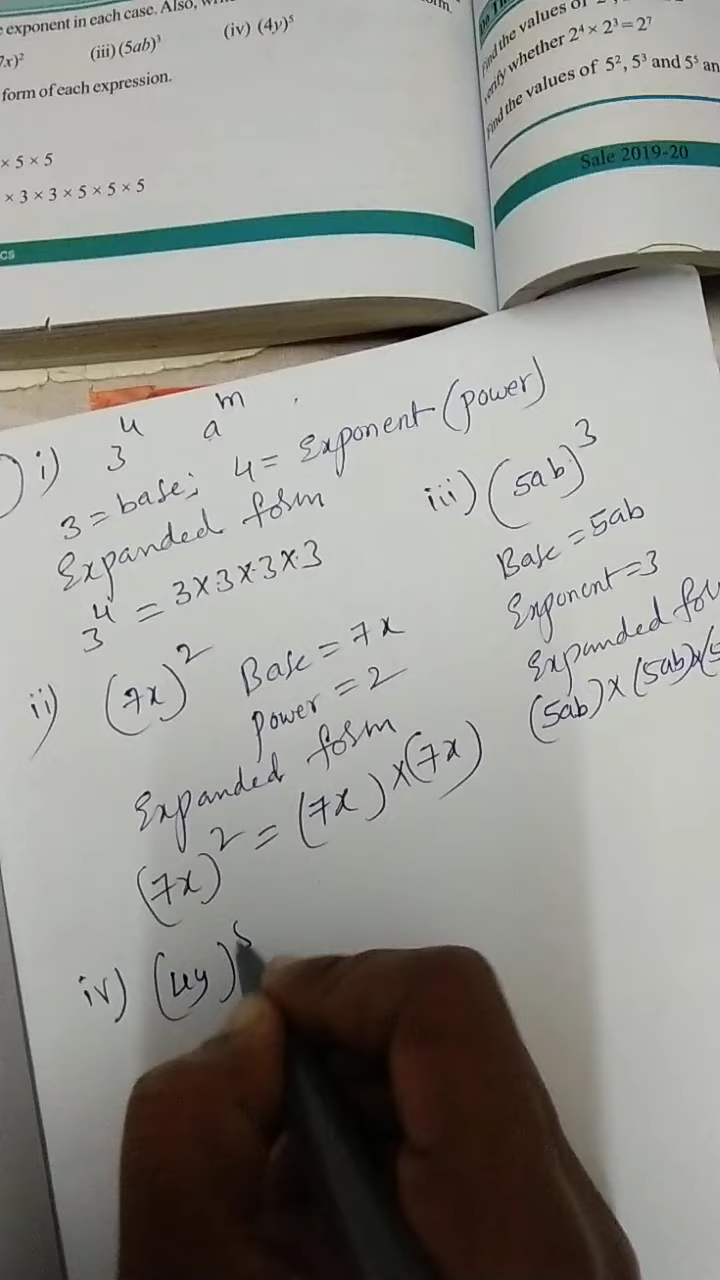 exponent in each case. Also,
7x)² (iii) (5ab)³ (iv) (4y)⁵
form of each expression.
× 5 × 5
× 3 × 3 × 5 × 5 × 5
CS
the values of
verify whether 2⁴ × 2³ = 2⁷
Find the values of 5², 5³ and 5⁵ an
Sale 2019-20
i) 3⁴ aᵐ
3 = base; 4 = Exponent (power)
Expanded form
3⁴ = 3×3×3×3
ii) (7x)² Base = 7x
power = 2
Expanded form
(7x)² = (7x) × (7x)
iii) (5ab)³
Base = 5ab
Exponent = 3
Expanded for
(5ab) × (5ab) × (5
iv) (4y)⁵